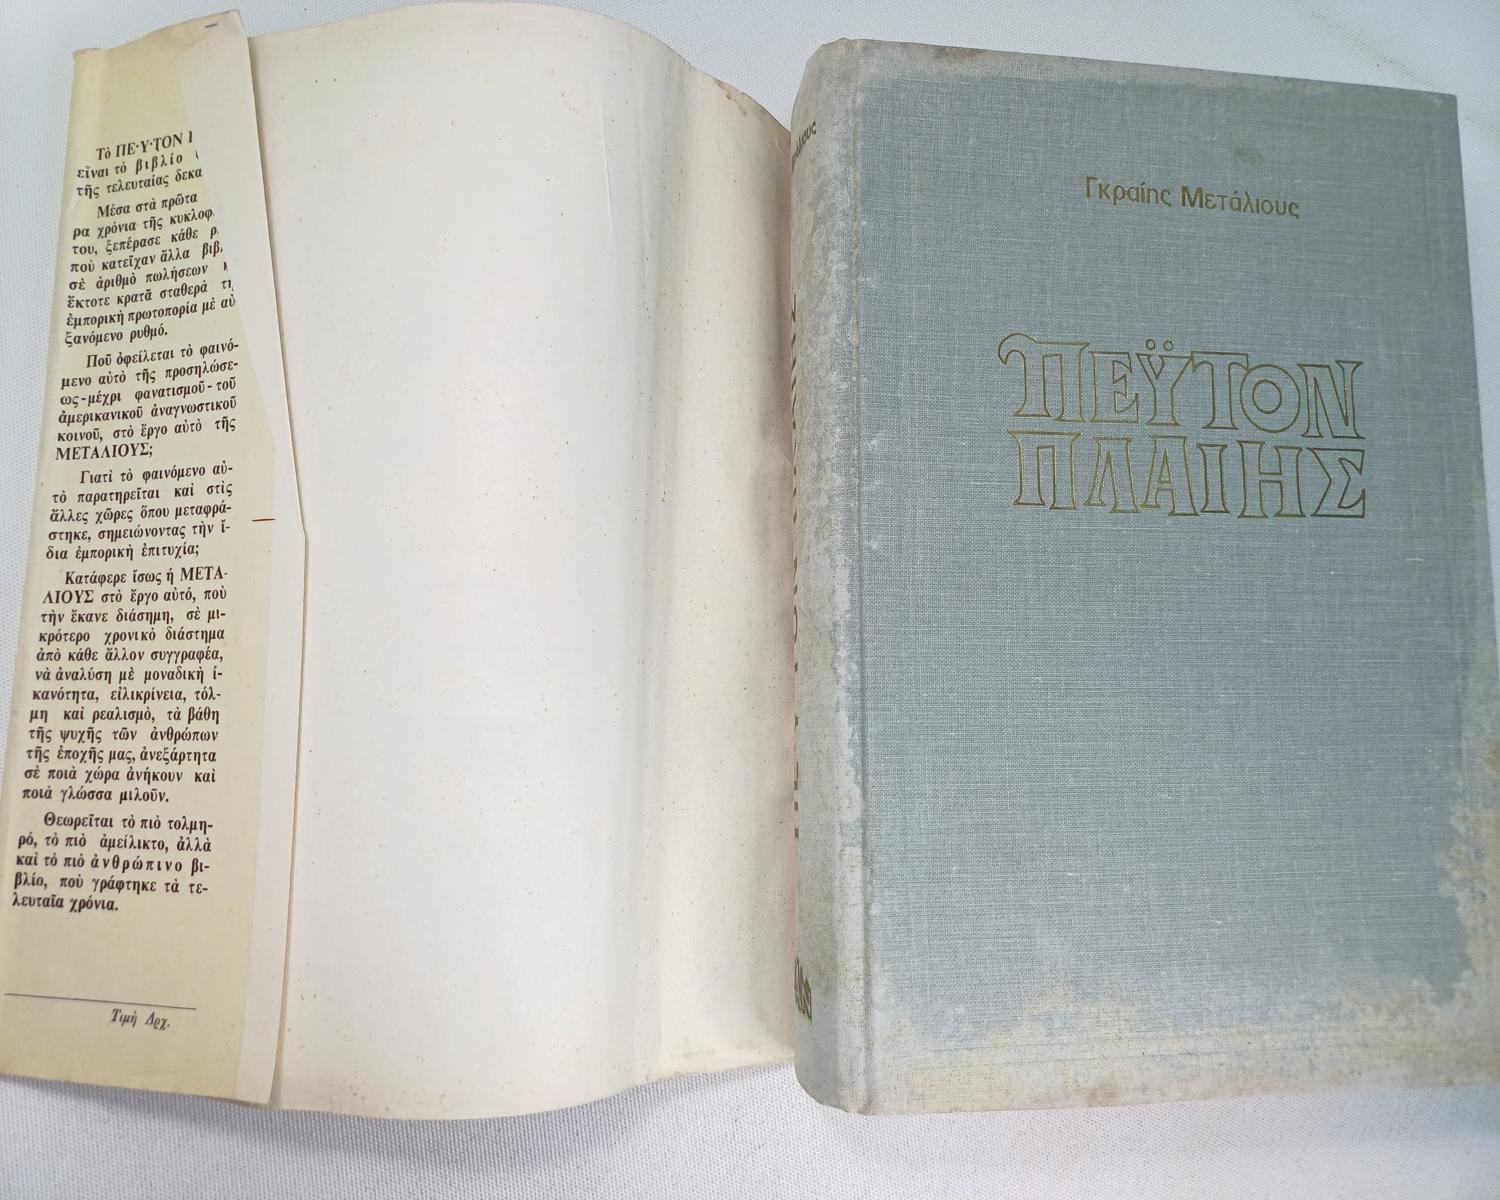 Τὸ ΠΕ·Υ·ΤΟΝ
εἶναι τὸ βιβλίο
τῆς τελευταίας δεκα
Μέσα στὰ πρῶτα
ρα χρόνια τῆς κυκλοφ
του, ξεπέρασε κάθε ρ
ποὺ κατεῖχαν ἄλλα βιβ
σὲ ἀριθμὸ πωλήσεων
ἔκτοτε κρατᾶ σταθερὰ τὴ
ἐμπορικὴ πρωτοπορία μὲ αὐ
ξανόμενο ρυθμό.
Ποῦ ὀφείλεται τὸ φαινό-
μενο αὐτὸ τῆς προσηλώσε-
ως-μέχρι φανατισμοῦ-τοῦ
ἀμερικανικοῦ ἀναγνωστικοῦ
κοινοῦ, στὸ ἔργο αὐτὸ τῆς
ΜΕΤΑΛΙΟΥΣ;
Γιατὶ τὸ φαινόμενο αὐ-
τὸ παρατηρεῖται καὶ στὶς
ἄλλες χῶρες ὅπου μεταφρά-
στηκε, σημειώνοντας τὴν ἴ-
δια ἐμπορικὴ ἐπιτυχία;
Κατάφερε ἴσως ἡ ΜΕΤΑ-
ΛΙΟΥΣ στὸ ἔργο αὐτό, ποὺ
τὴν ἔκανε διάσημη, σὲ μι-
κρότερο χρονικὸ διάστημα
ἀπὸ κάθε ἄλλον συγγραφέα,
νὰ ἀναλύση μὲ μοναδικὴ ἱ-
κανότητα, εἰλικρίνεια, τόλ-
μη καὶ ρεαλισμό, τὰ βάθη
τῆς ψυχῆς τῶν ἀνθρώπων
τῆς ἐποχῆς μας, ἀνεξάρτητα
σὲ ποιὰ χώρα ἀνήκουν καὶ
ποιὰ γλώσσα μιλοῦν.
Θεωρεῖται τὸ πιὸ τολμη-
ρό, τὸ πιὸ ἀμείλικτο, ἀλλὰ
καὶ τὸ πιὸ ἀνθρώπινο βι-
βλίο, ποὺ γράφτηκε τὰ τε-
λευταῖα χρόνια.
Τιμὴ Δρχ.
Γκραίης Μετάλιους
ΠΕΫΤΟΝ
ΠΛΑΙΗΣ